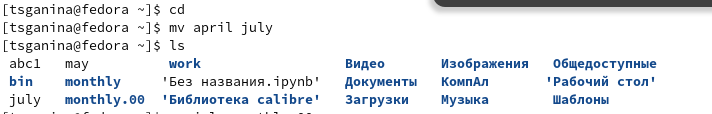 [tsganina@fedora ~]$ cd
[tsganina@fedora ~]$ mv april july
[tsganina@fedora ~]$ ls
abc1 may work Видео Изображения Общедоступные
bin monthly 'Без названия.ipynb' Документы КомпАл 'Рабочий стол'
july monthly.00 'Библиотека calibre' Загрузки Музыка Шаблоны